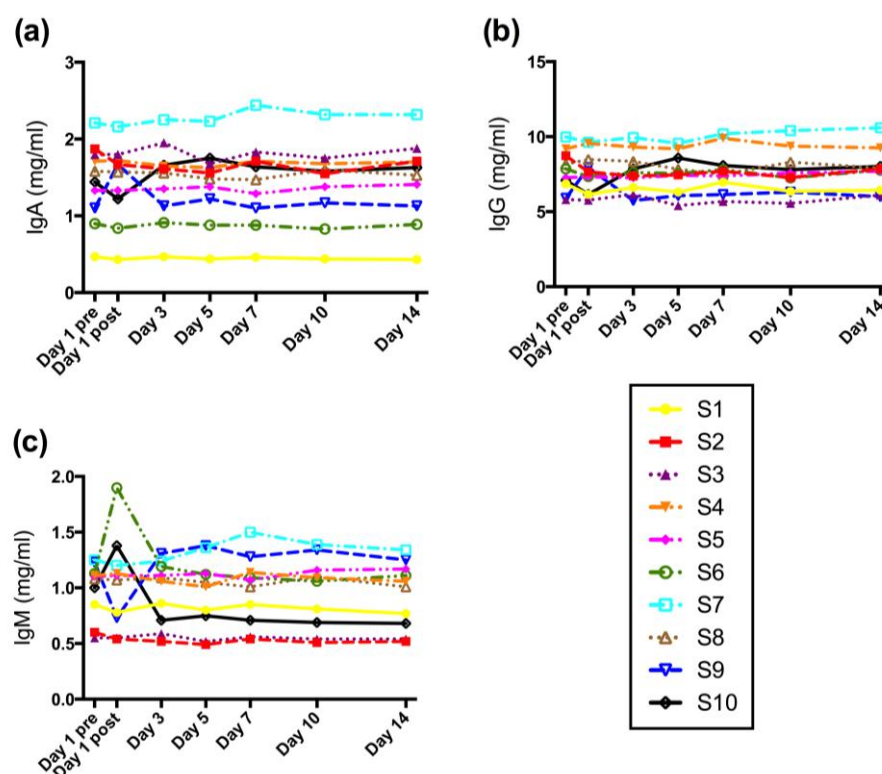 (a)
3
2
1
0
IgA (mg/ml)
Day 1 pre
Day 1 post
Day 3
Day 5
Day 7
Day 10
Day 14
(b)
15
10
5
0
IgG (mg/ml)
Day 1 pre
Day 1 post
Day 3
Day 5
Day 7
Day 10
Day 14
(c)
2.0
1.5
1.0
0.5
0.0
IgM (mg/ml)
Day 1 pre
Day 1 post
Day 3
Day 5
Day 7
Day 10
Day 14
S1
S2
S3
S4
S5
S6
S7
S8
S9
S10